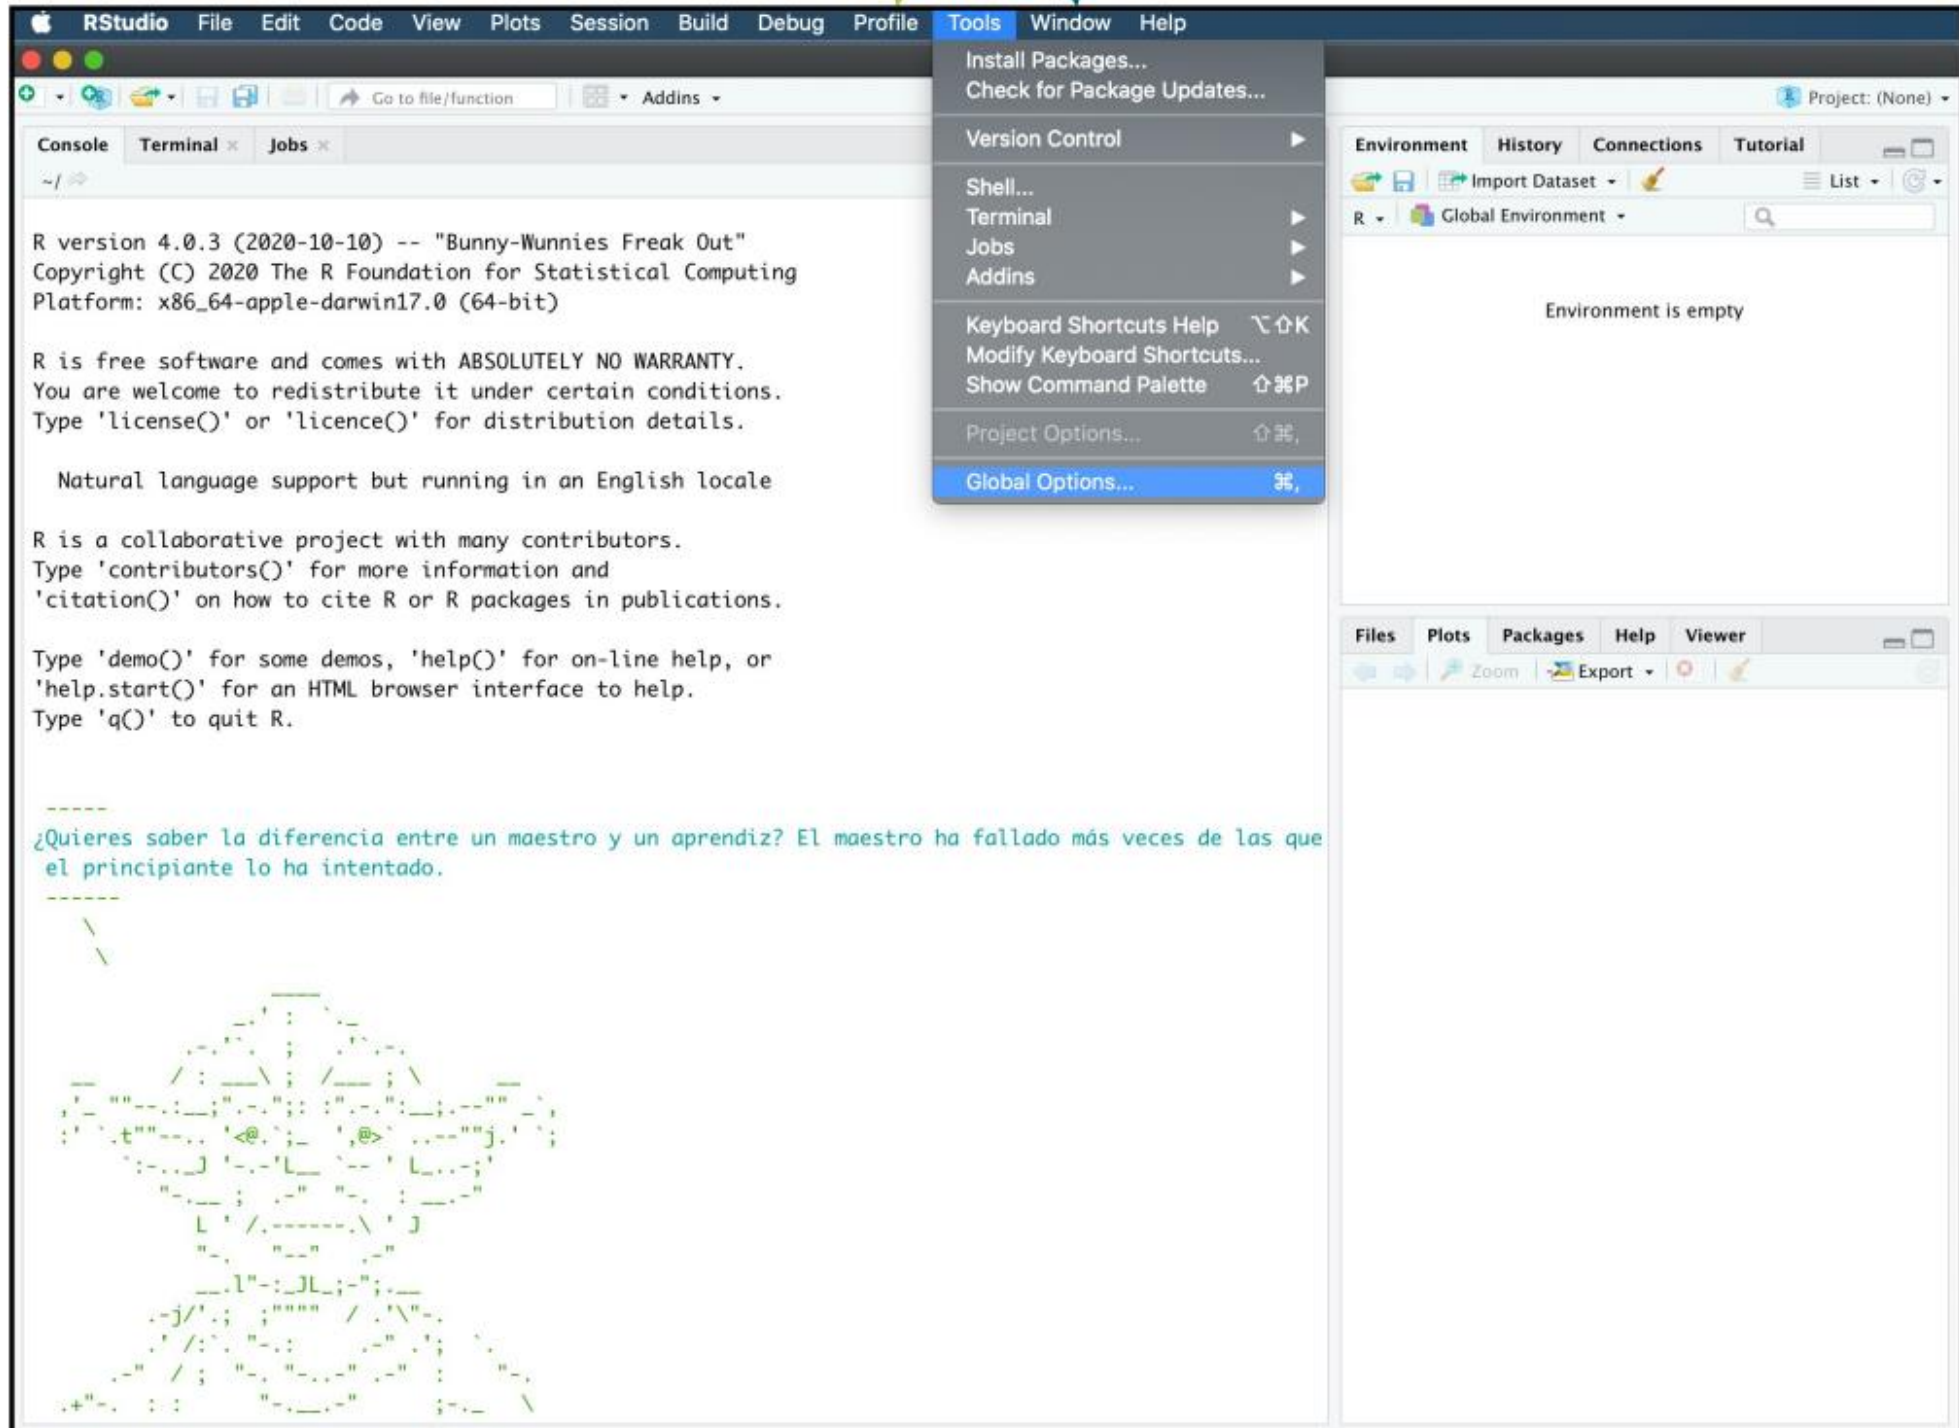 RStudio File Edit Code View Plots Session Build Debug Profile Tools Window Help
Install Packages...
Check for Package Updates...
Version Control
Shell...
Terminal
Jobs
Addins
Keyboard Shortcuts Help ⌥⇧K
Modify Keyboard Shortcuts...
Show Command Palette ⇧⌘P
Project Options... ⇧⌘,
Global Options... ⌘,
Go to file/function Addins
Project: (None)
Console Terminal Jobs
~/
R version 4.0.3 (2020-10-10) -- "Bunny-Wunnies Freak Out"
Copyright (C) 2020 The R Foundation for Statistical Computing
Platform: x86_64-apple-darwin17.0 (64-bit)
R is free software and comes with ABSOLUTELY NO WARRANTY.
You are welcome to redistribute it under certain conditions.
Type 'license()' or 'licence()' for distribution details.
Natural language support but running in an English locale
R is a collaborative project with many contributors.
Type 'contributors()' for more information and
'citation()' on how to cite R or R packages in publications.
Type 'demo()' for some demos, 'help()' for on-line help, or
'help.start()' for an HTML browser interface to help.
Type 'q()' to quit R.
-----
¿Quieres saber la diferencia entre un maestro y un aprendiz? El maestro ha fallado más veces de las que
el principiante lo ha intentado.
------
Environment History Connections Tutorial
Import Dataset List
R Global Environment
Environment is empty
Files Plots Packages Help Viewer
Zoom Export